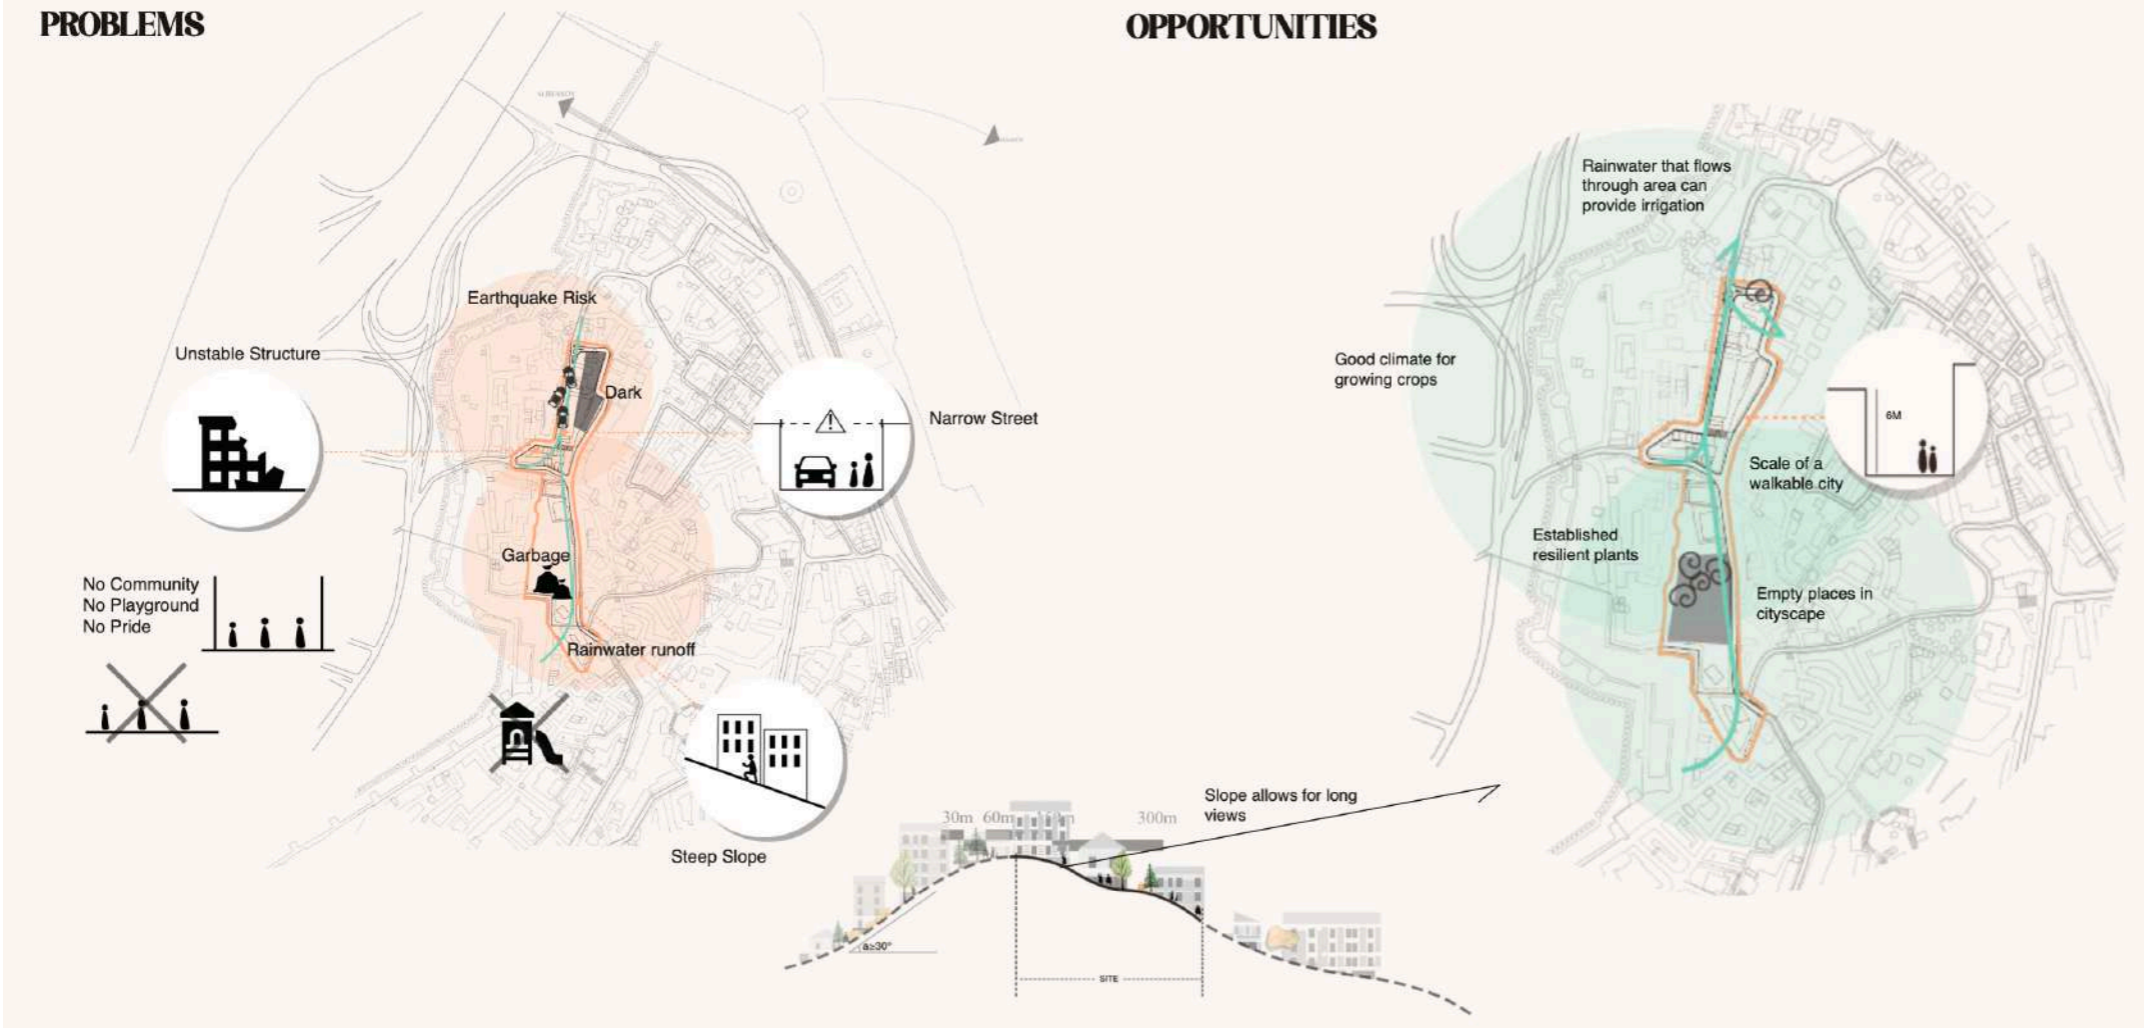 PROBLEMS
OPPORTUNITIES
Earthquake Risk
Unstable Structure
Dark
Narrow Street
Garbage
No Community
No Playground
No Pride
Rainwater runoff
Steep Slope
Rainwater that flows
through area can
provide irrigation
Good climate for
growing crops
6M
Scale of a
walkable city
Established
resilient plants
Empty places in
cityscape
Slope allows for long
views
30m 60m
300m
a≥30°
SITE